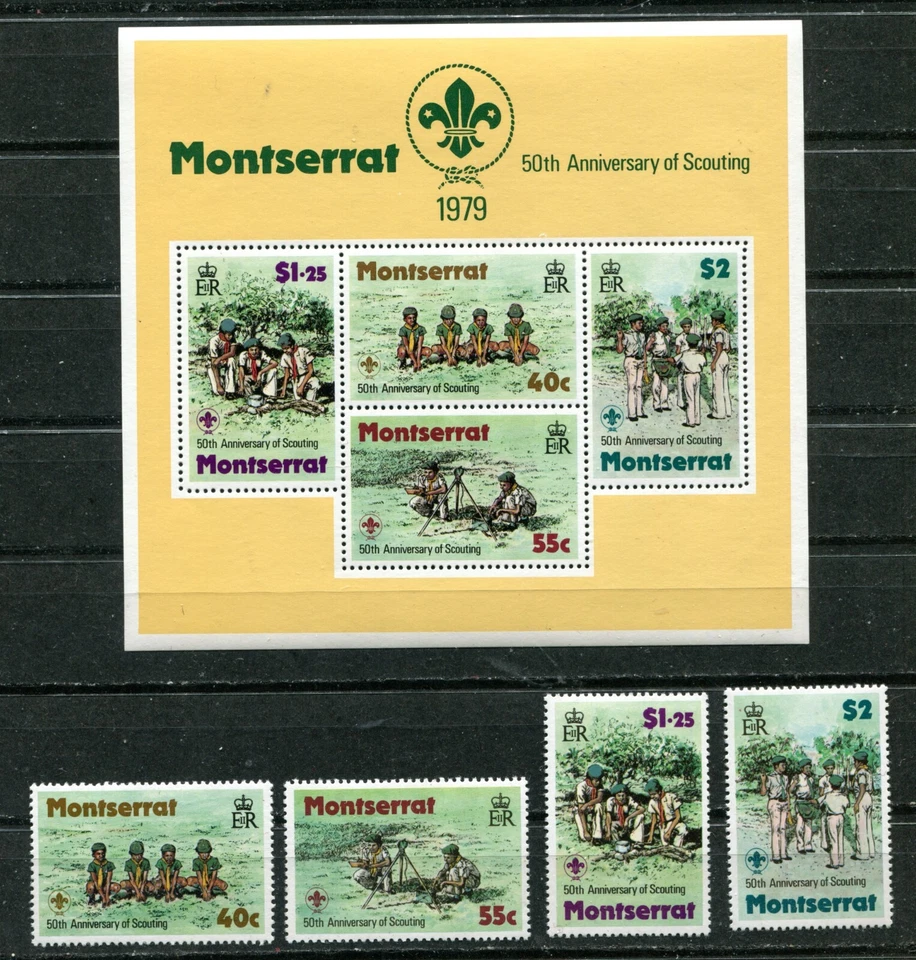 Montserrat
50th Anniversary of Scouting
1979
EIIR
$1·25
50th Anniversary of Scouting
Montserrat
Montserrat
EIIR
50th Anniversary of Scouting
40c
Montserrat
EIIR
50th Anniversary of Scouting
55c
EIIR
$2
50th Anniversary of Scouting
Montserrat
Montserrat
EIIR
50th Anniversary of Scouting
40c
Montserrat
EIIR
50th Anniversary of Scouting
55c
EIIR
$1·25
50th Anniversary of Scouting
Montserrat
EIIR
$2
50th Anniversary of Scouting
Montserrat